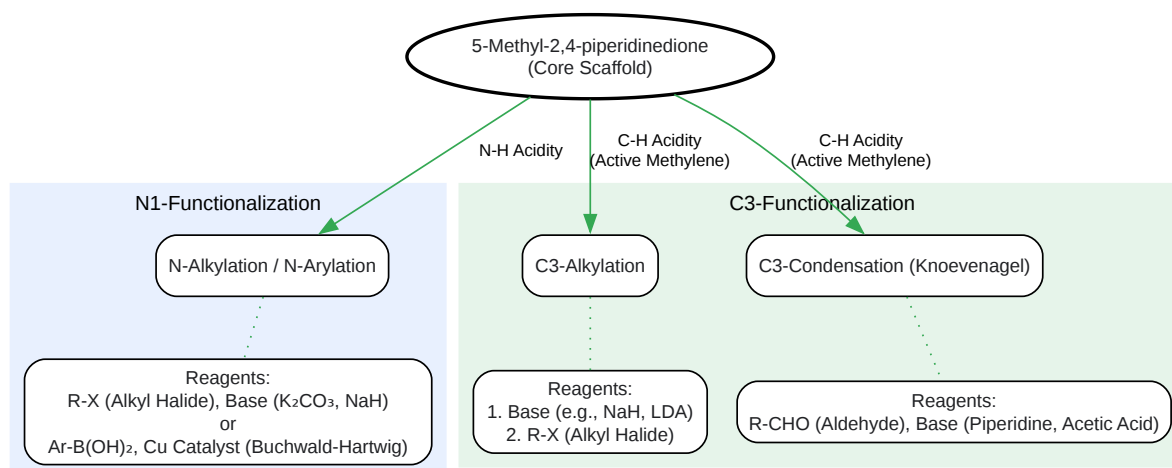 5-Methyl-2,4-piperidinedione
(Core Scaffold)
N-H Acidity
C-H Acidity
(Active Methylene)
C-H Acidity
(Active Methylene)
N1-Functionalization
C3-Functionalization
N-Alkylation / N-Arylation
C3-Alkylation
C3-Condensation (Knoevenagel)
Reagents:
R-X (Alkyl Halide), Base (K₂CO₃, NaH)
or
Ar-B(OH)₂, Cu Catalyst (Buchwald-Hartwig)
Reagents:
1. Base (e.g., NaH, LDA)
2. R-X (Alkyl Halide)
Reagents:
R-CHO (Aldehyde), Base (Piperidine, Acetic Acid)